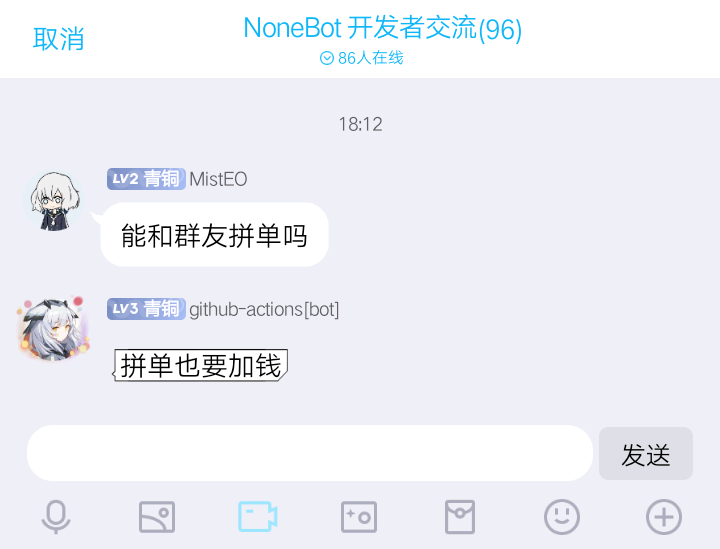 取消
NoneBot 开发者交流(96)
86人在线
18:12
LV2 青铜 MistEO
能和群友拼单吗
LV3 青铜 github-actions[bot]
拼单也要加钱
发送